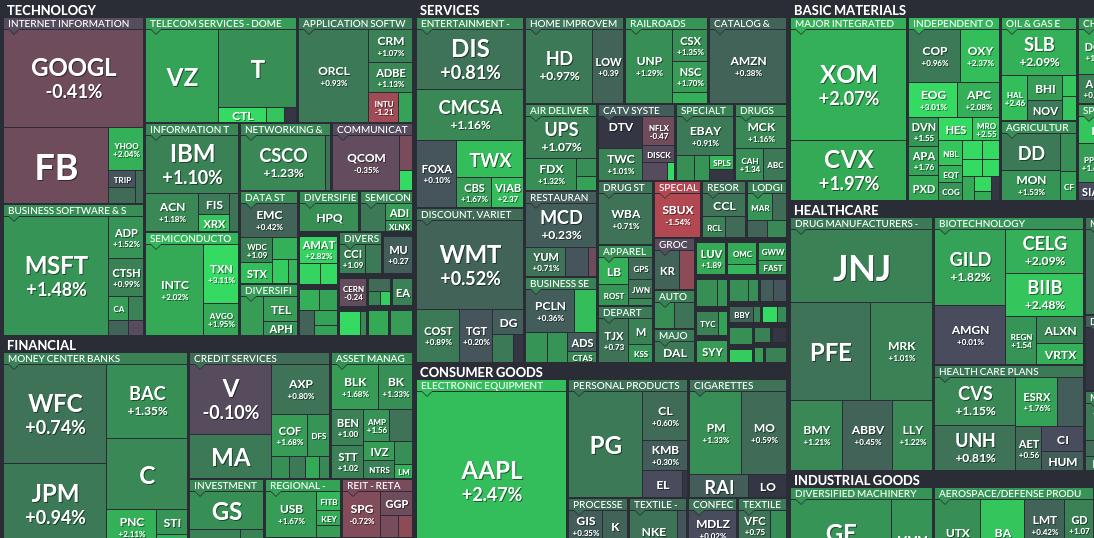 TECHNOLOGY
INTERNET INFORMATION
GOOGL
-0.41%
FB
YHOO
+2.04%
TRIP
TELECOM SERVICES - DOME
VZ
T
CTL
APPLICATION SOFTW
ORCL
+0.93%
CRM
+1.07%
ADBE
+1.13%
INTU
-1.21
BUSINESS SOFTWARE & S
MSFT
+1.48%
ADP
+1.52%
CTSH
+0.99%
CA
INFORMATION T
IBM
+1.10%
ACN
+1.18%
FIS
XRX
NETWORKING &
CSCO
+1.23%
COMMUNICAT
QCOM
-0.35%
SEMICONDUCTO
INTC
+2.02%
TXN
+3.11%
AVGO
+1.95%
DATA ST
EMC
+0.42%
WDC
+1.09
STX
DIVERSIFIE
HPQ
SEMICON
ADI
XLNX
AMAT
+2.82%
DIVERS
CCI
+1.09
MU
+0.27
DIVERSIFI
TEL
APH
CERN
-0.24
EA
FINANCIAL
MONEY CENTER BANKS
WFC
+0.74%
JPM
+0.94%
BAC
+1.35%
C
PNC
+2.11%
STI
CREDIT SERVICES
V
-0.10%
MA
AXP
+0.80%
COF
+1.68%
DFS
ASSET MANAG
BLK
+1.68%
BK
+1.33%
BEN
+1.00
AMP
+1.56
IVZ
STT
+1.02
NTRS
LM
INVESTMENT
GS
REGIONAL -
USB
+1.67%
FITB
KEY
REIT - RETA
SPG
-0.72%
GGP
SERVICES
ENTERTAINMENT -
DIS
+0.81%
CMCSA
+1.16%
FOXA
+0.10%
TWX
CBS
+1.67%
VIAB
+2.37
HOME IMPROVEM
HD
+0.97%
LOW
+0.39
RAILROADS
UNP
+1.29%
CSX
+1.35%
NSC
+1.70%
CATALOG &
AMZN
+0.38%
AIR DELIVER
UPS
+1.07%
FDX
+1.32%
CATV SYSTE
DTV
NFLX
-0.47
TWC
+1.01%
DISCK
SPECIALT
EBAY
+0.91%
SPLS
DRUGS
MCK
+1.16%
CAH
+1.34
ABC
DISCOUNT, VARIET
WMT
+0.52%
COST
+0.89%
TGT
+0.20%
DG
RESTAURAN
MCD
+0.23%
YUM
+0.71%
DRUG ST
WBA
+0.71%
SPECIAL
SBUX
-1.54%
RESOR
CCL
RCL
LODGI
MAR
BUSINESS SE
PCLN
+0.36%
ADS
CTAS
APPAREL
LB
GPS
ROST
JWN
GROC
KR
LUV
+1.89
OMC
GWW
FAST
DEPART
TJX
+0.73
M
KSS
AUTO
TYC
BBY
MAJO
DAL
SYY
CONSUMER GOODS
ELECTRONIC EQUIPMENT
AAPL
+2.47%
PERSONAL PRODUCTS
PG
CL
+0.60%
KMB
+0.30%
EL
CIGARETTES
PM
+1.33%
MO
+0.59%
RAI
LO
PROCESSE
GIS
+0.35%
K
TEXTILE -
NKE
CONFEC
MDLZ
+0.02%
TEXTILE
VFC
+0.75
BASIC MATERIALS
MAJOR INTEGRATED
XOM
+2.07%
CVX
+1.97%
INDEPENDENT O
COP
+0.96%
OXY
+2.37%
EOG
+3.01%
APC
+2.08%
DVN
+1.55
HES
MRO
+2.55
APA
+1.76
NBL
EQT
PXD
COG
OIL & GAS E
SLB
+2.09%
HAL
+2.46
BHI
NOV
AGRICULTUR
DD
MON
+1.53%
CF
HEALTHCARE
DRUG MANUFACTURERS -
JNJ
PFE
MRK
+1.01%
BMY
+1.21%
ABBV
+0.45%
LLY
+1.22%
BIOTECHNOLOGY
GILD
+1.82%
CELG
+2.09%
BIIB
+2.48%
AMGN
+0.01%
REGN
+1.54
ALXN
VRTX
HEALTH CARE PLANS
CVS
+1.15%
ESRX
+1.76%
UNH
+0.81%
AET
+0.56
CI
HUM
INDUSTRIAL GOODS
DIVERSIFIED MACHINERY
GE
AEROSPACE/DEFENSE PRODU
UTX
BA
LMT
+0.42%
GD
+1.07